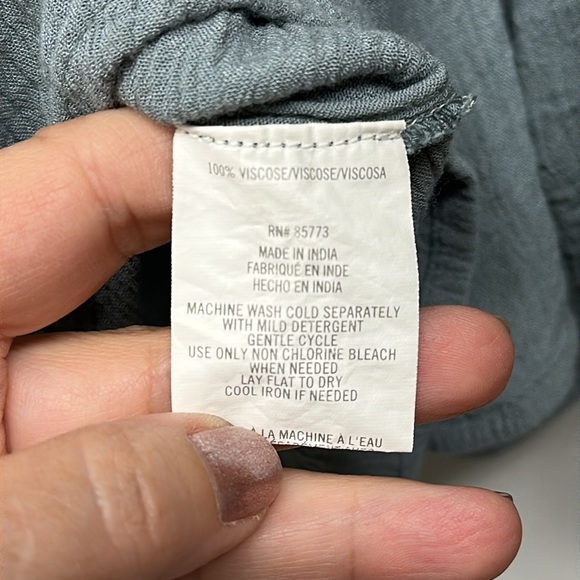 100% VISCOSE/VISCOSE/VISCOSA
RN# 85773
MADE IN INDIA
FABRIQUÉ EN INDE
HECHO EN INDIA
MACHINE WASH COLD SEPARATELY
WITH MILD DETERGENT
GENTLE CYCLE
USE ONLY NON CHLORINE BLEACH
WHEN NEEDED
LAY FLAT TO DRY
COOL IRON IF NEEDED
À LA MACHINE À L'EAU